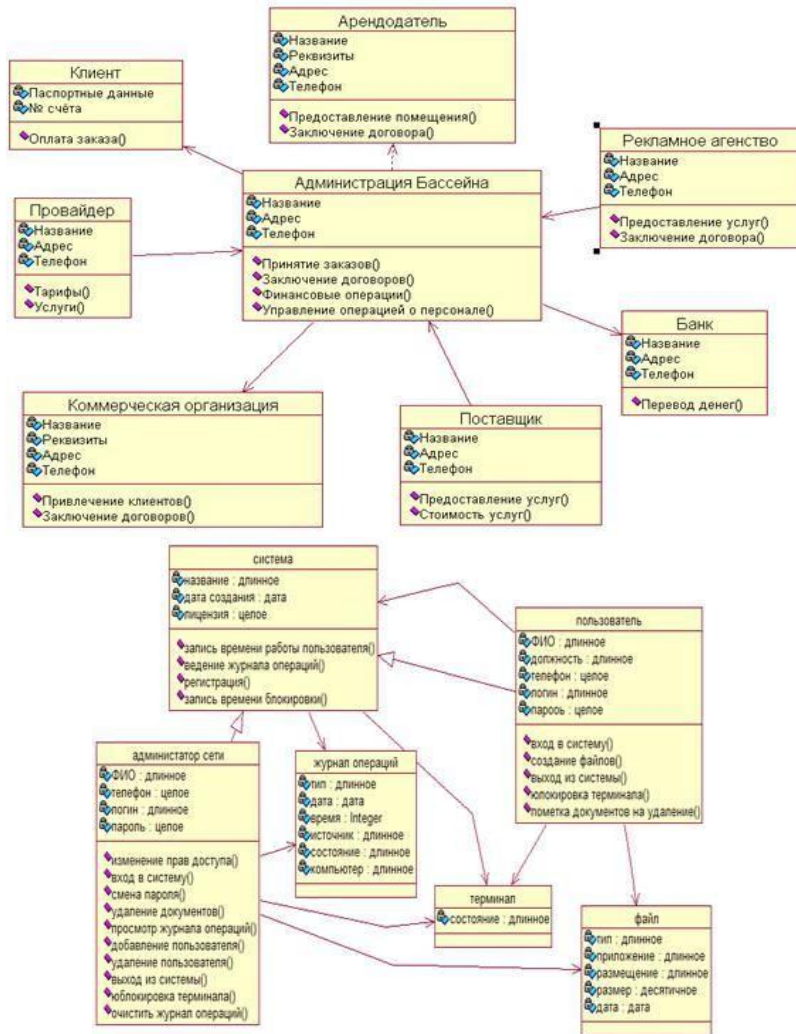 Арендодатель
Название
Реквизиты
Адрес
Телефон
Предоставление помещения()
Заключение договора()
Клиент
Паспортные данные
№ счёта
Оплата заказа()
Рекламное агенство
Название
Адрес
Телефон
Предоставление услуг()
Заключение договора()
Администрация Бассейна
Название
Адрес
Телефон
Принятие заказов()
Заключение договоров()
Финансовые операции()
Управление операцией о персонале()
Провайдер
Название
Адрес
Телефон
Тарифы()
Услуги()
Банк
Название
Адрес
Телефон
Перевод денег()
Коммерческая организация
Название
Реквизиты
Адрес
Телефон
Привлечение клиентов()
Заключение договоров()
Поставщик
Название
Адрес
Телефон
Предоставление услуг()
Стоимость услуг()
система
название : длинное
дата создания : дата
лицензия : целое
запись времени работы пользователя()
ведение журнала операций()
регистрация()
запись времени блокировки()
пользователь
ФИО : длинное
должность : длинное
телефон : целое
логин : длинное
парооь : целое
вход в систему()
создание файлов()
выход из системы()
юлокировка терминала()
пометка документов на удаление()
администатор сети
ФИО : длинное
телефон : целое
логин : длинное
пароль : целое
изменение прав доступа()
вход в систему()
смена пароля()
удаление документов()
просмотр журнала операций()
добавление пользователя()
удаление пользователя()
выход из системы()
юблокировка терминала()
очистить журнал операций()
журнал операций
тип : длинное
дата : дата
время : Integer
источник : длинное
состояние : длинное
компьютер : длинное
терминал
состояние : длинное
файл
тип : длинное
приложение : длинное
размещение : длинное
размер : десятичное
дата : дата